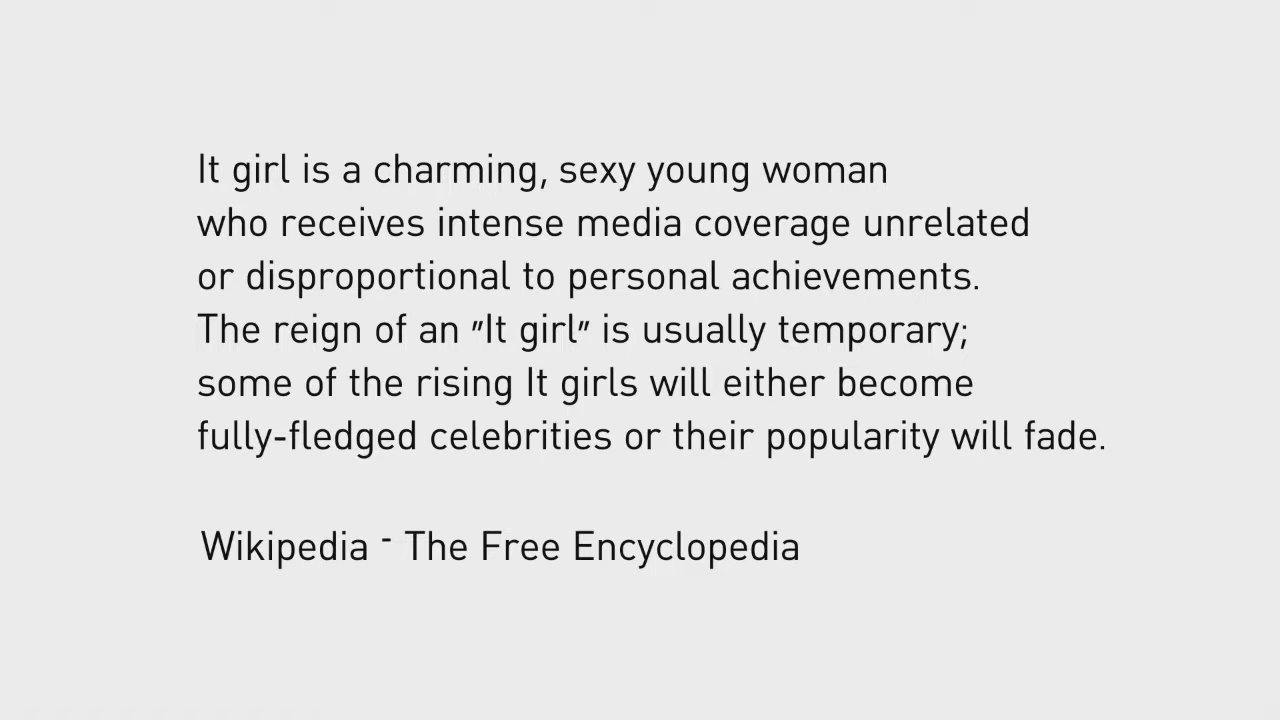 It girl is a charming, sexy young woman
who receives intense media coverage unrelated
or disproportional to personal achievements.
The reign of an "It girl" is usually temporary;
some of the rising It girls will either become
fully-fledged celebrities or their popularity will fade.
Wikipedia - The Free Encyclopedia